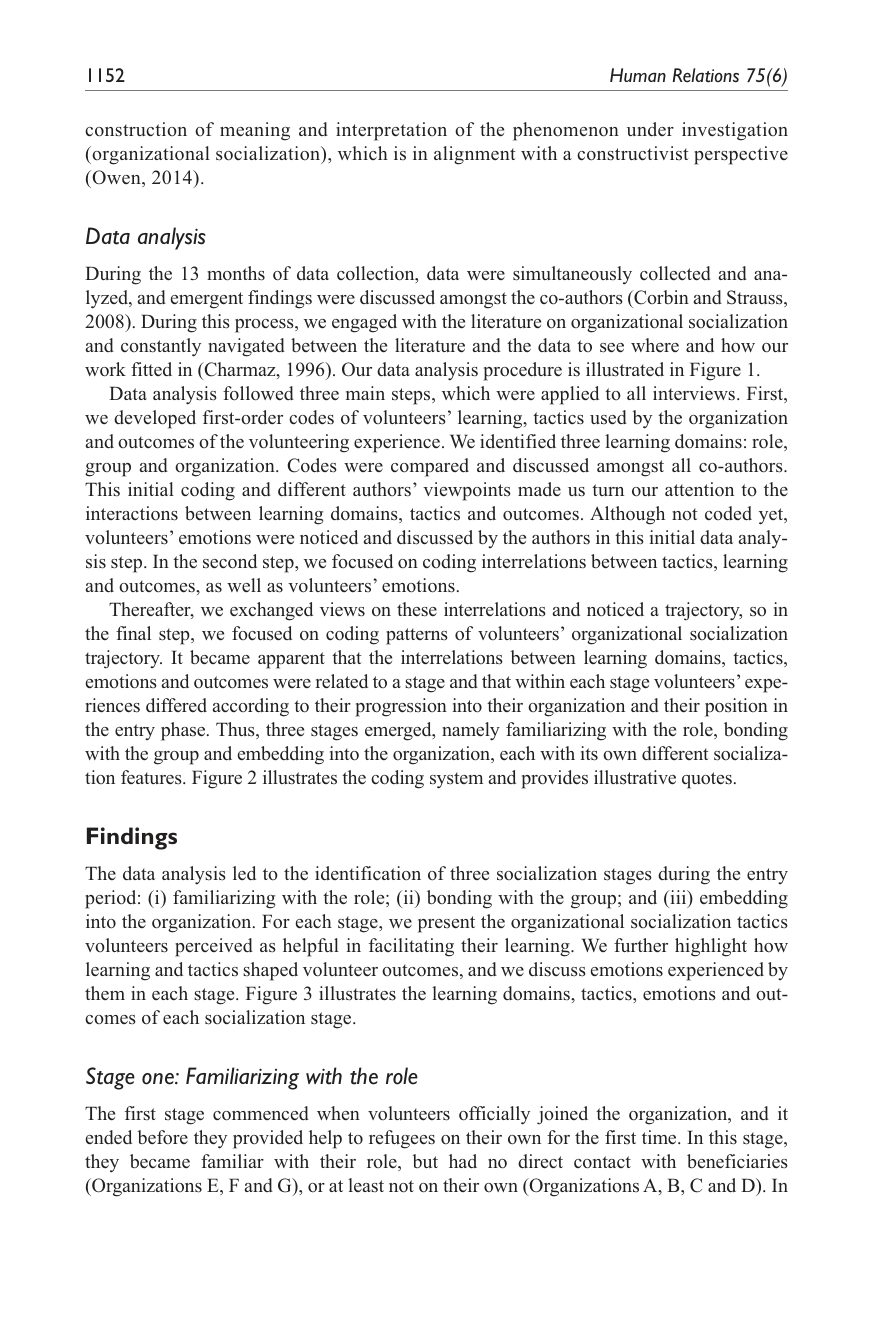 1152
Human Relations 75(6)
construction of meaning and interpretation of the phenomenon under investigation
(organizational socialization), which is in alignment with a constructivist perspective
(Owen, 2014).
Data analysis
During the 13 months of data collection, data were simultaneously collected and ana-
lyzed, and emergent findings were discussed amongst the co-authors (Corbin and Strauss,
2008). During this process, we engaged with the literature on organizational socialization
and constantly navigated between the literature and the data to see where and how our
work fitted in (Charmaz, 1996). Our data analysis procedure is illustrated in Figure 1.
Data analysis followed three main steps, which were applied to all interviews. First,
we developed first-order codes of volunteers’ learning, tactics used by the organization
and outcomes of the volunteering experience. We identified three learning domains: role,
group and organization. Codes were compared and discussed amongst all co-authors.
This initial coding and different authors’ viewpoints made us turn our attention to the
interactions between learning domains, tactics and outcomes. Although not coded yet,
volunteers’ emotions were noticed and discussed by the authors in this initial data analy-
sis step. In the second step, we focused on coding interrelations between tactics, learning
and outcomes, as well as volunteers’ emotions.
Thereafter, we exchanged views on these interrelations and noticed a trajectory, so in
the final step, we focused on coding patterns of volunteers’ organizational socialization
trajectory. It became apparent that the interrelations between learning domains, tactics,
emotions and outcomes were related to a stage and that within each stage volunteers’ expe-
riences differed according to their progression into their organization and their position in
the entry phase. Thus, three stages emerged, namely familiarizing with the role, bonding
with the group and embedding into the organization, each with its own different socializa-
tion features. Figure 2 illustrates the coding system and provides illustrative quotes.
Findings
The data analysis led to the identification of three socialization stages during the entry
period: (i) familiarizing with the role; (ii) bonding with the group; and (iii) embedding
into the organization. For each stage, we present the organizational socialization tactics
volunteers perceived as helpful in facilitating their learning. We further highlight how
learning and tactics shaped volunteer outcomes, and we discuss emotions experienced by
them in each stage. Figure 3 illustrates the learning domains, tactics, emotions and out-
comes of each socialization stage.
Stage one: Familiarizing with the role
The first stage commenced when volunteers officially joined the organization, and it
ended before they provided help to refugees on their own for the first time. In this stage,
they became familiar with their role, but had no direct contact with beneficiaries
(Organizations E, F and G), or at least not on their own (Organizations A, B, C and D). In